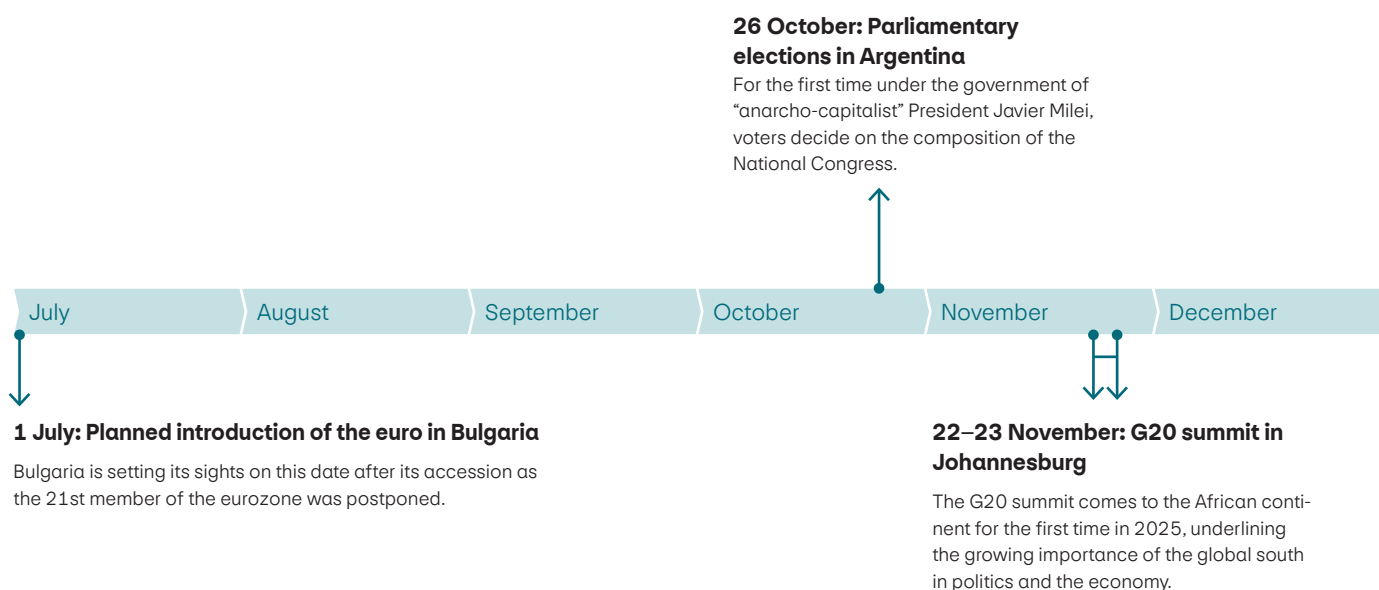 26 October: Parliamentary
elections in Argentina
For the first time under the government of
“anarcho-capitalist” President Javier Milei,
voters decide on the composition of the
National Congress.
July
August
September
October
November
December
1 July: Planned introduction of the euro in Bulgaria
Bulgaria is setting its sights on this date after its accession as
the 21st member of the eurozone was postponed.
22–23 November: G20 summit in
Johannesburg
The G20 summit comes to the African conti-
nent for the first time in 2025, underlining
the growing importance of the global south
in politics and the economy.